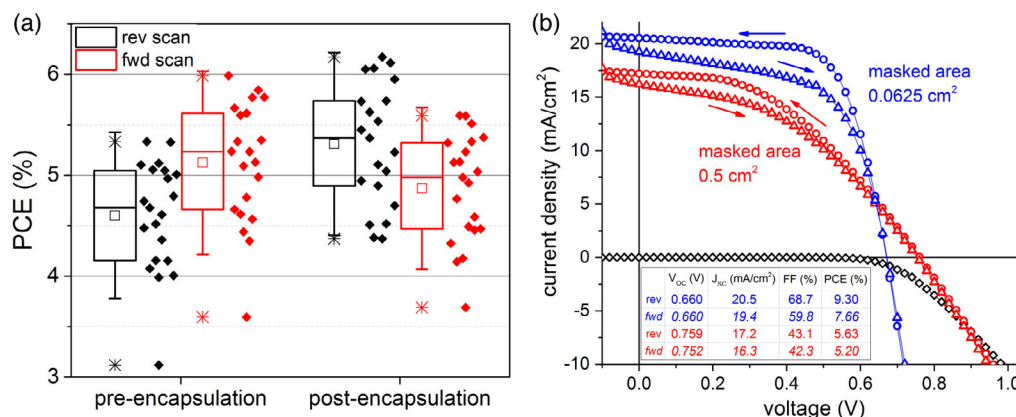 (a)
rev scan
fwd scan
PCE (%)
6
5
4
3
pre-encapsulation
post-encapsulation
(b)
current density (mA/cm²)
20
15
10
5
0
-5
-10
masked area
0.0625 cm²
masked area
0.5 cm²
V_OC (V) J_SC (mA/cm²) FF (%) PCE (%)
rev 0.660 20.5 68.7 9.30
fwd 0.660 19.4 59.8 7.66
rev 0.759 17.2 43.1 5.63
fwd 0.752 16.3 42.3 5.20
0.0 0.2 0.4 0.6 0.8 1.0
voltage (V)